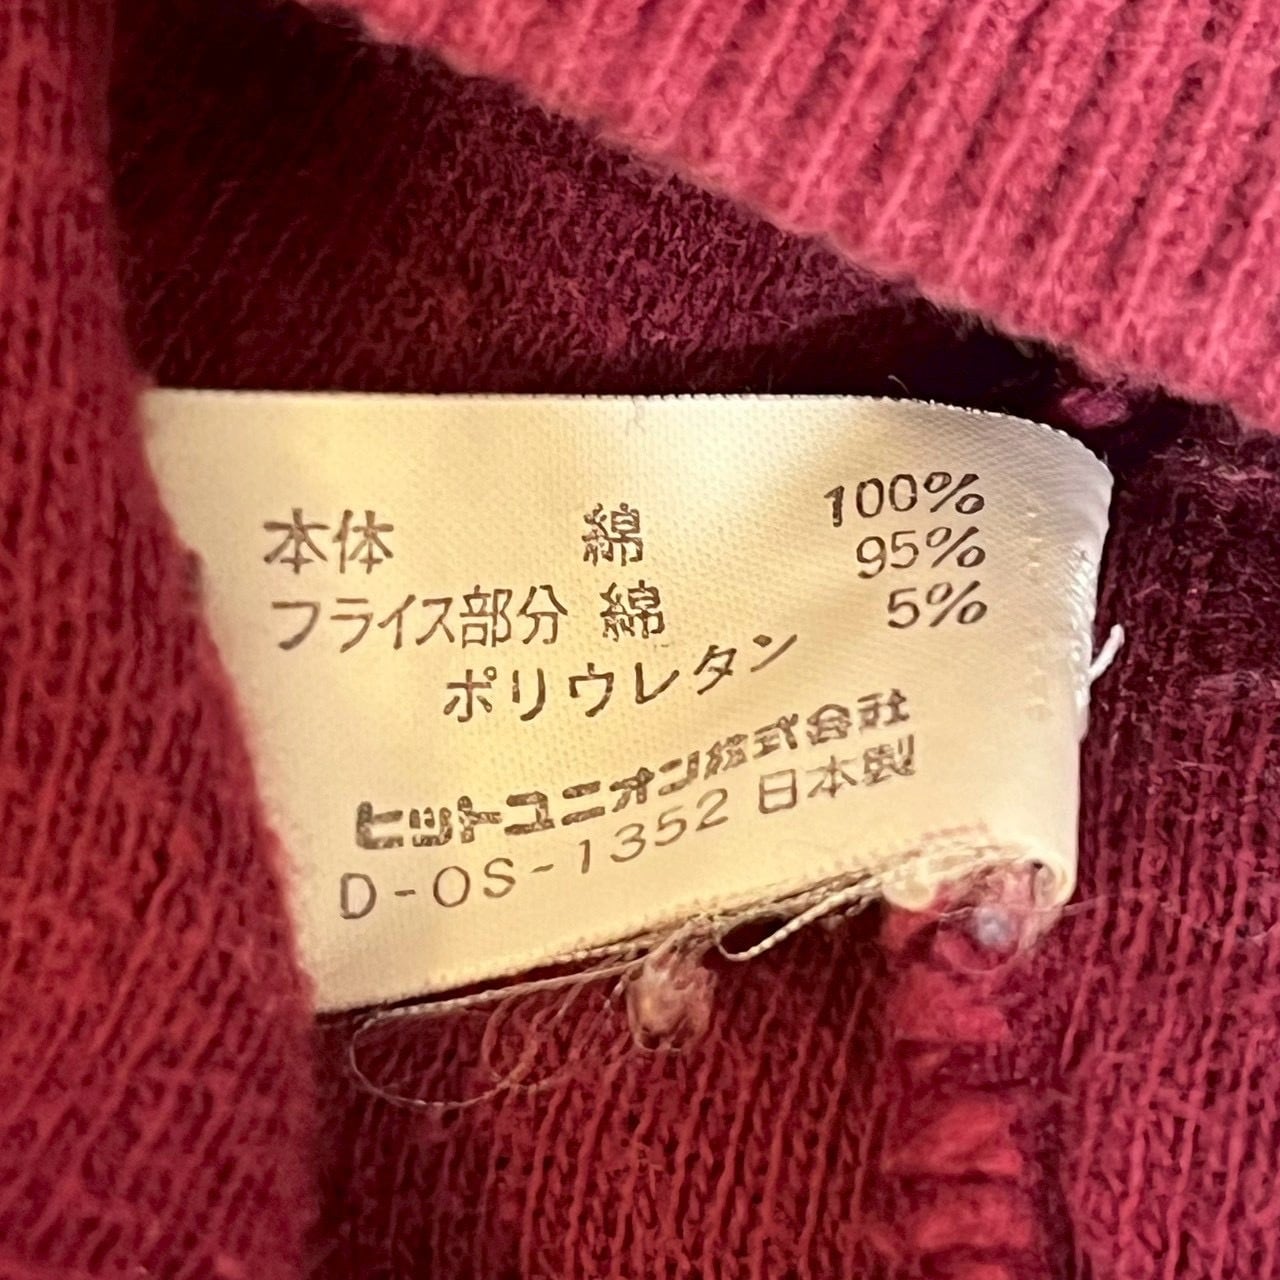 本体 綿 100%
フライス部分 綿 95%
ポリウレタン 5%
ヒットユニオン株式会社
D-OS-1352 日本製